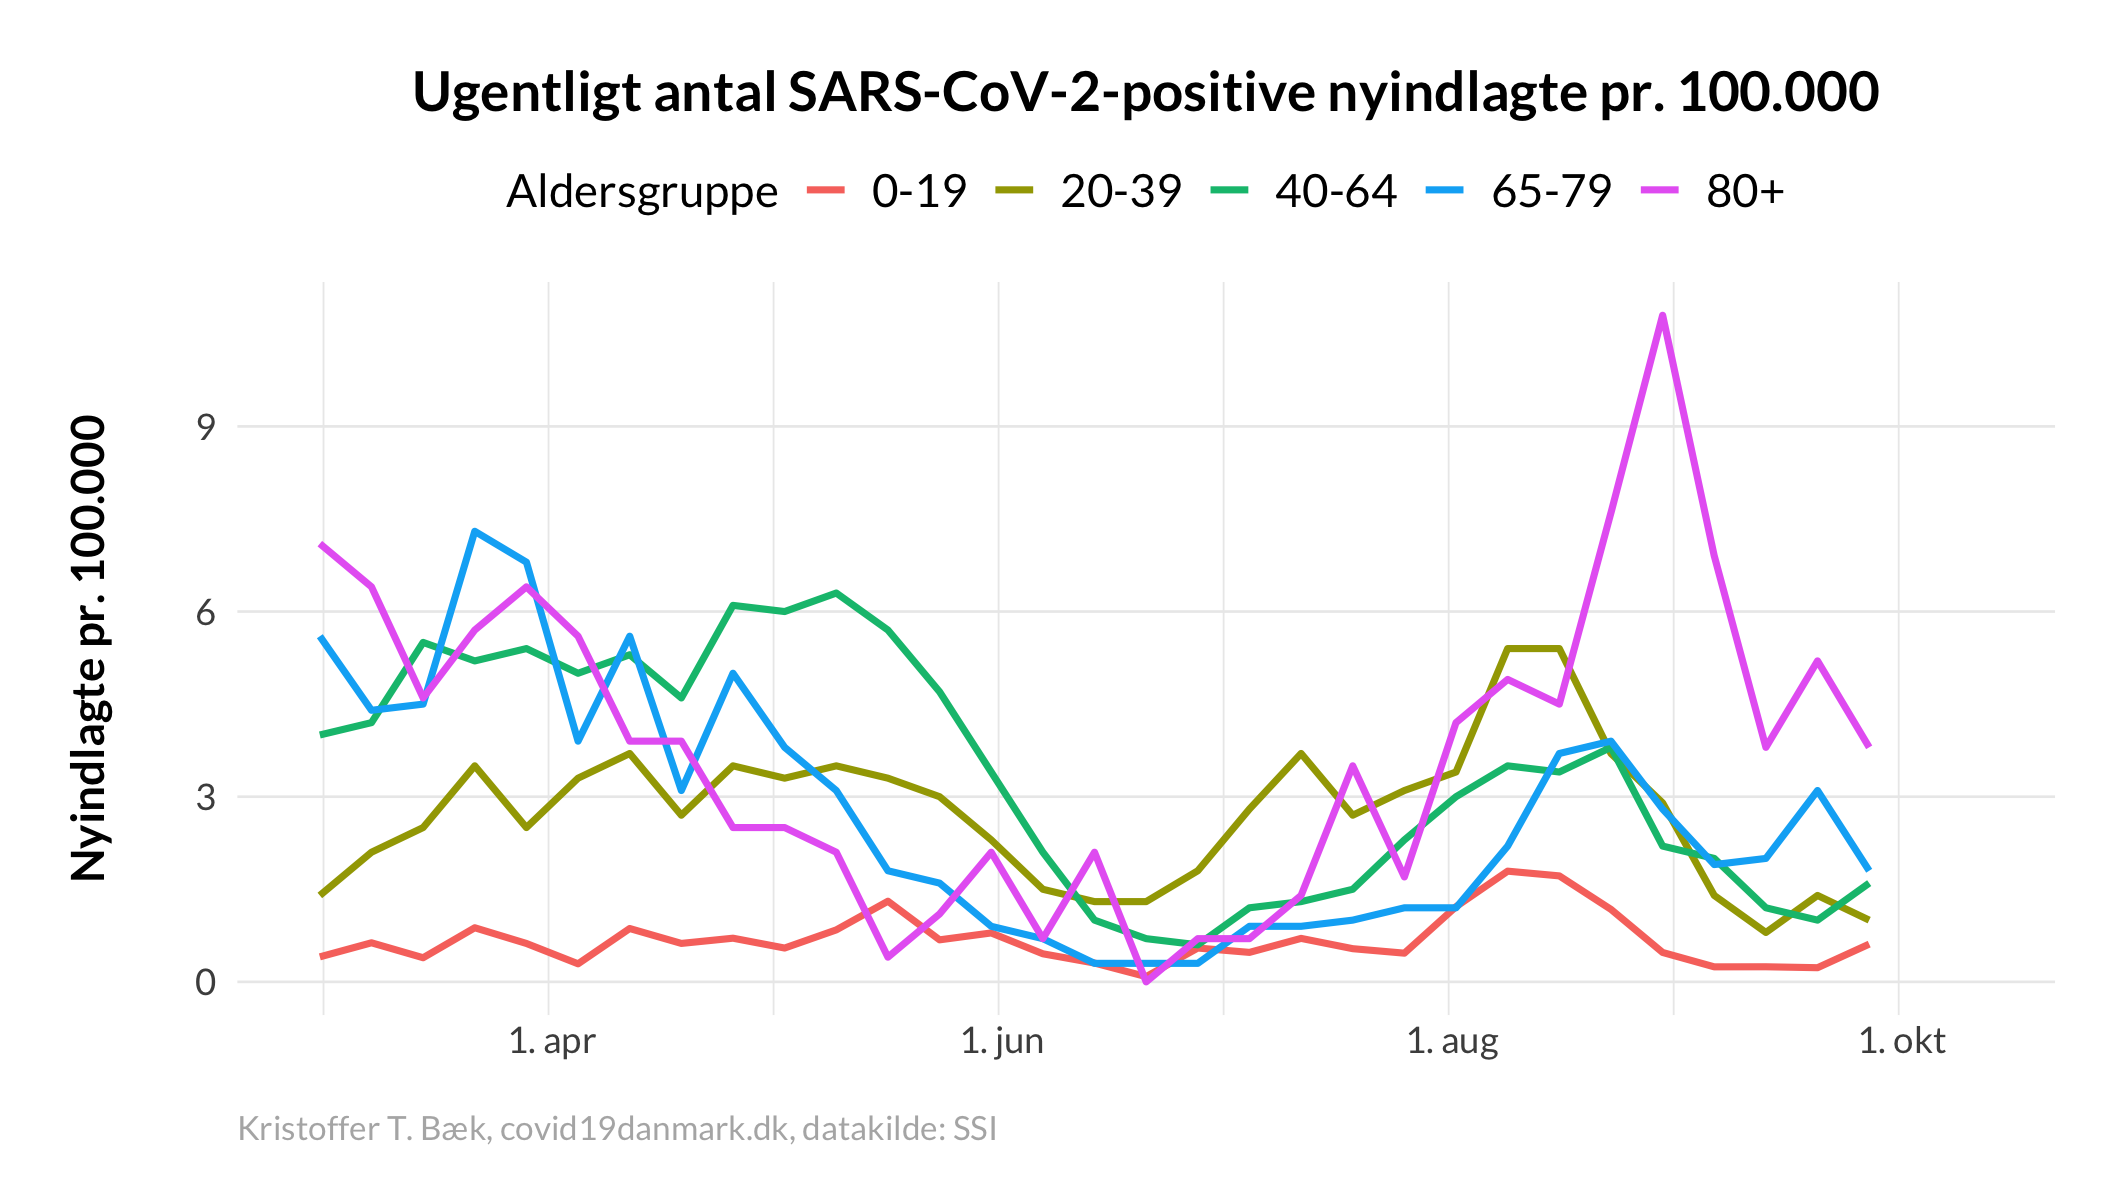 Ugentligt antal SARS-CoV-2-positive nyindlagte pr. 100.000
Aldersgruppe 0-19 20-39 40-64 65-79 80+
Nyindlagte pr. 100.000
9
6
3
0
1. apr 1. jun 1. aug 1. okt
Kristoffer T. Bæk, covid19danmark.dk, datakilde: SSI